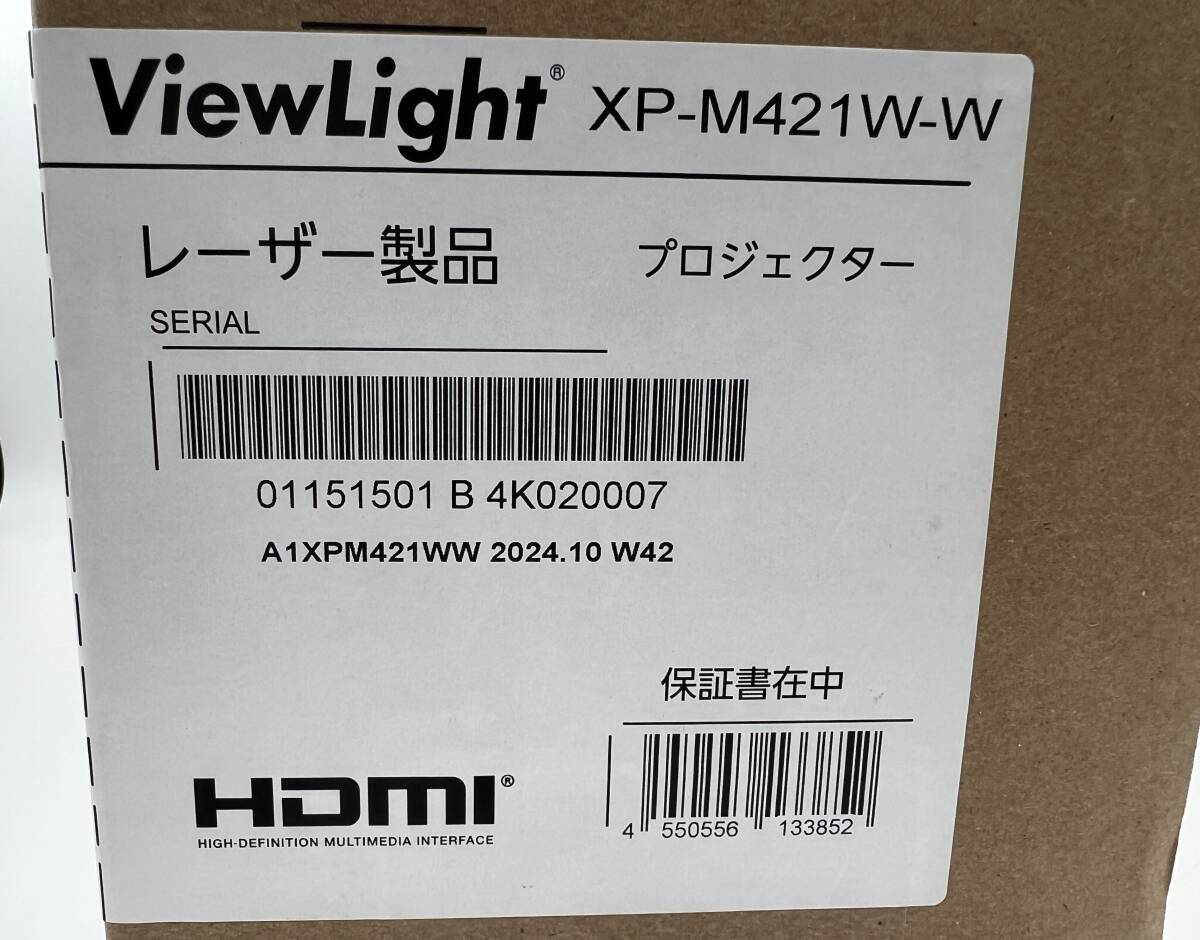 ViewLight® XP-M421W-W
レーザー製品 プロジェクター
SERIAL
01151501 B 4K020007
A1XPM421WW 2024.10 W42
保証書在中
4 550556 133852
HDMI®
HIGH-DEFINITION MULTIMEDIA INTERFACE